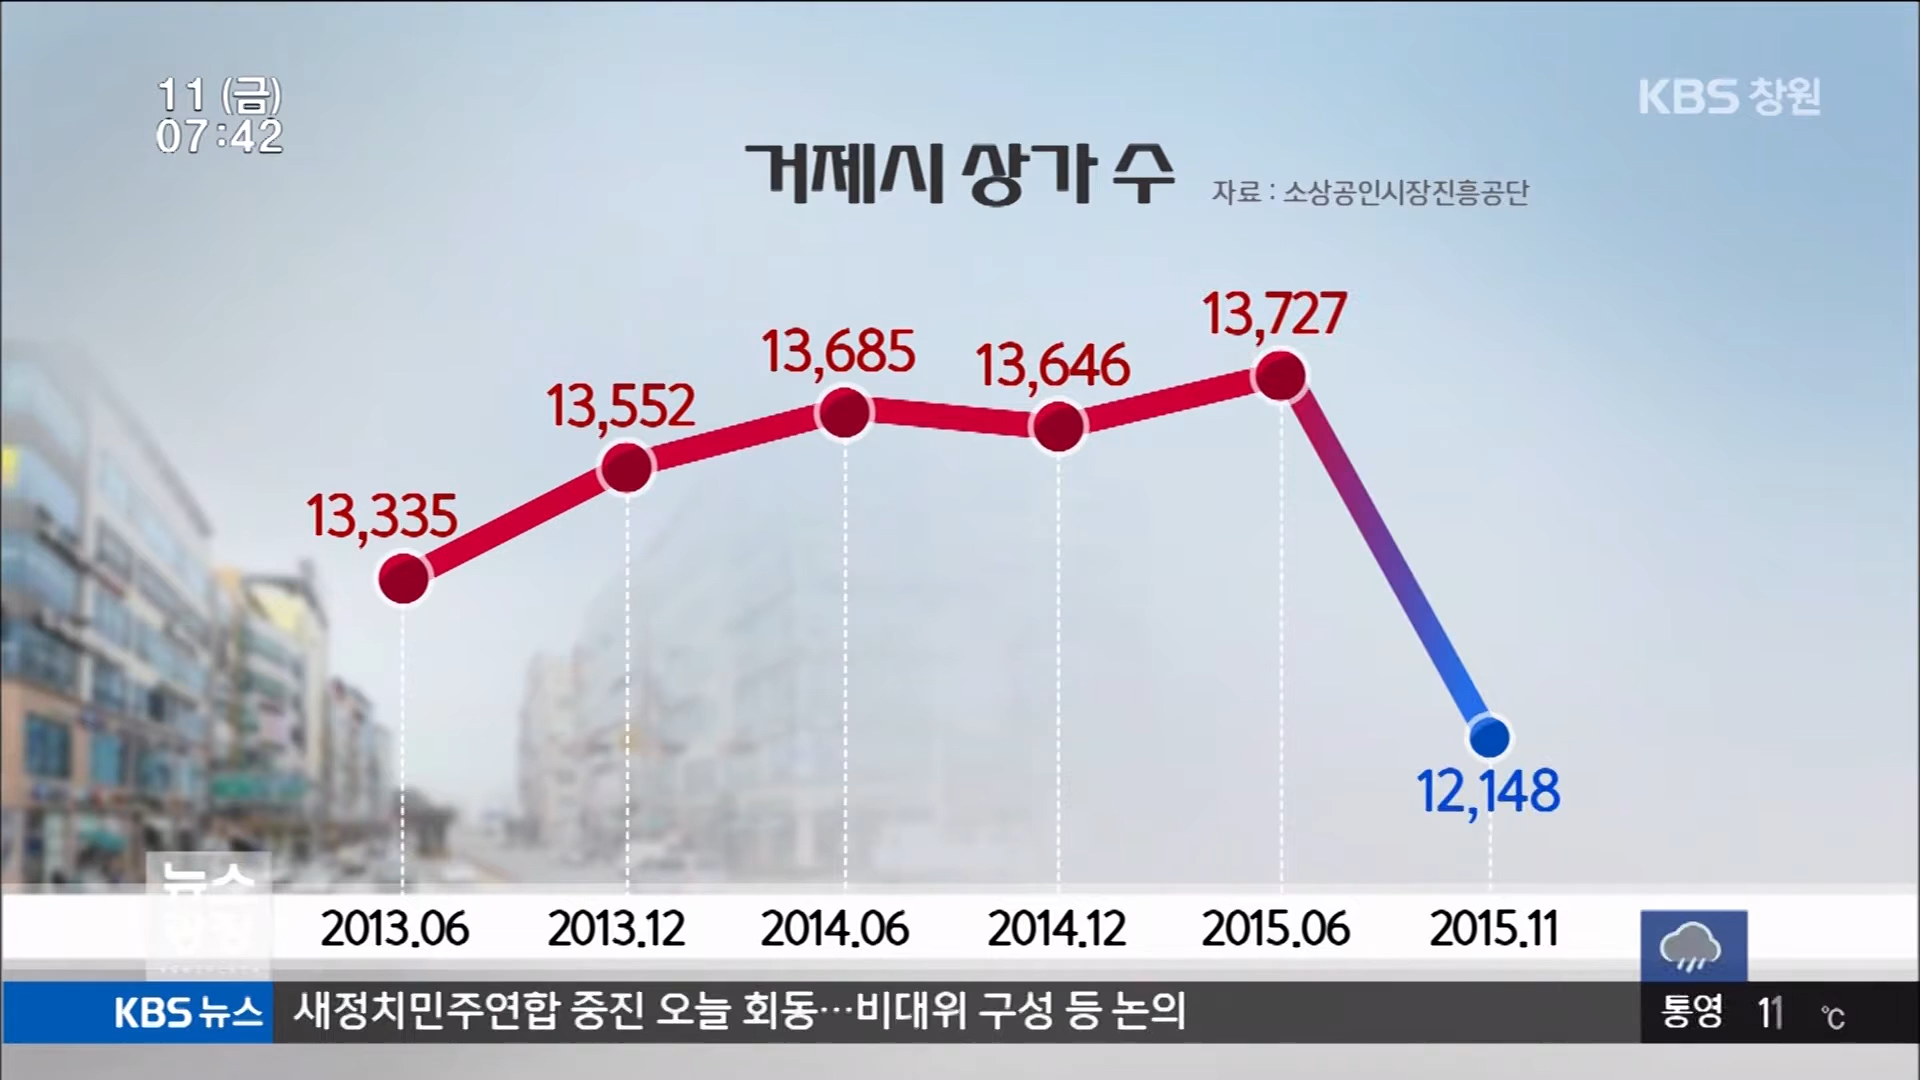 11 (금)
07:42
KBS 창원
거제시 상가 수
자료 : 소상공인시장진흥공단
13,335
13,552
13,685
13,646
13,727
12,148
2013.06
2013.12
2014.06
2014.12
2015.06
2015.11
뉴스
광장
KBS 뉴스
새정치민주연합 중진 오늘 회동…비대위 구성 등 논의
통영 11 ℃